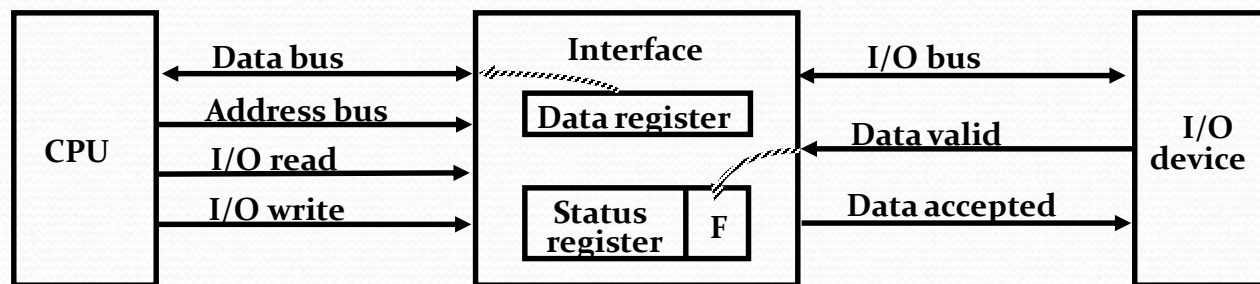 CPU
Data bus
Address bus
I/O read
I/O write
Interface
Data register
Status
register
F
I/O bus
Data valid
Data accepted
I/O
device